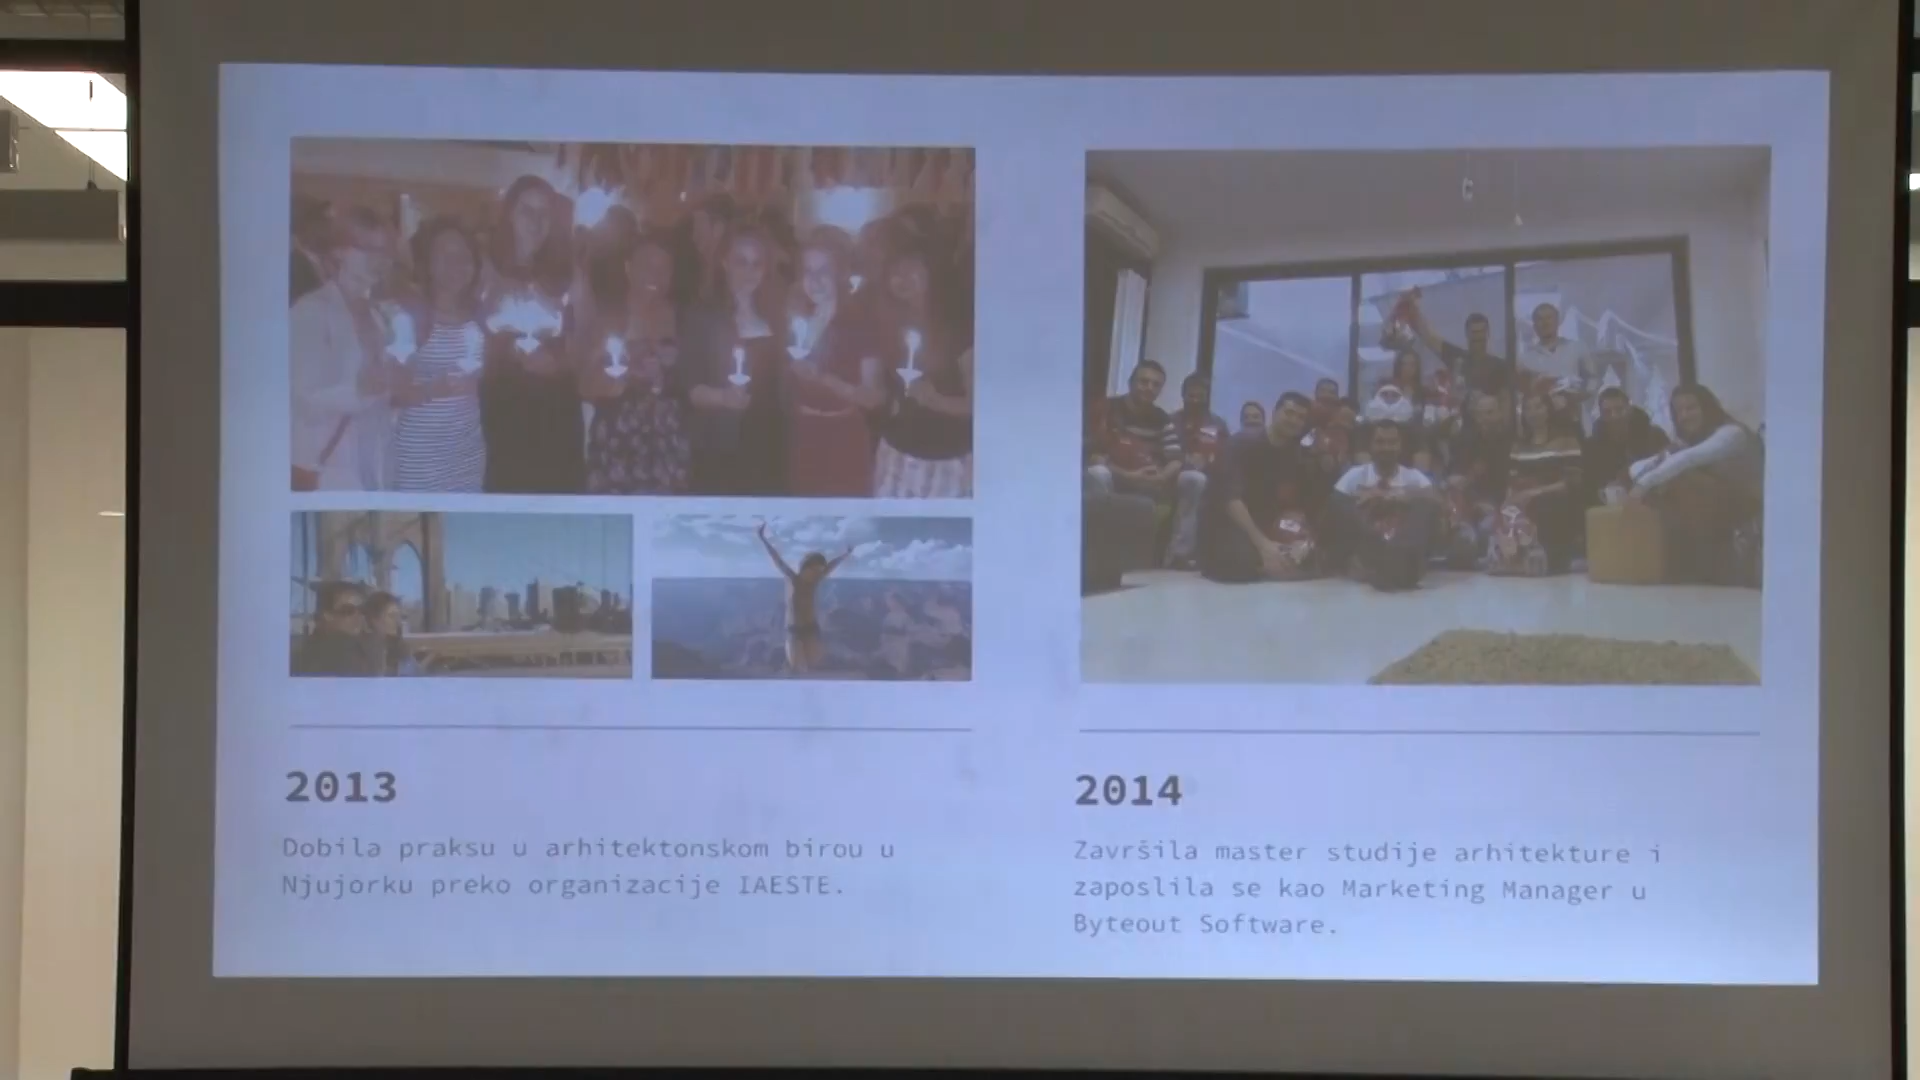 2013
Dobila praksu u arhitektonskom birou u
Njujorku preko organizacije IAESTE.
2014
Završila master studije arhitekture i
zaposlila se kao Marketing Manager u
Byteout Software.